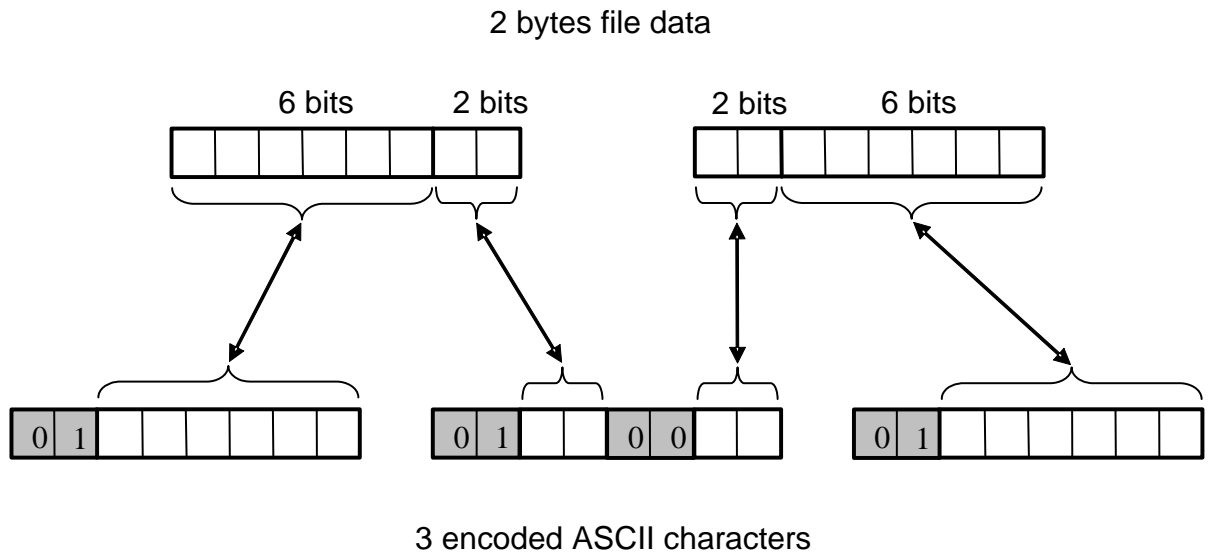 2 bytes file data
6 bits 2 bits 2 bits 6 bits
0 1 0 1 0 0 0 1
3 encoded ASCII characters